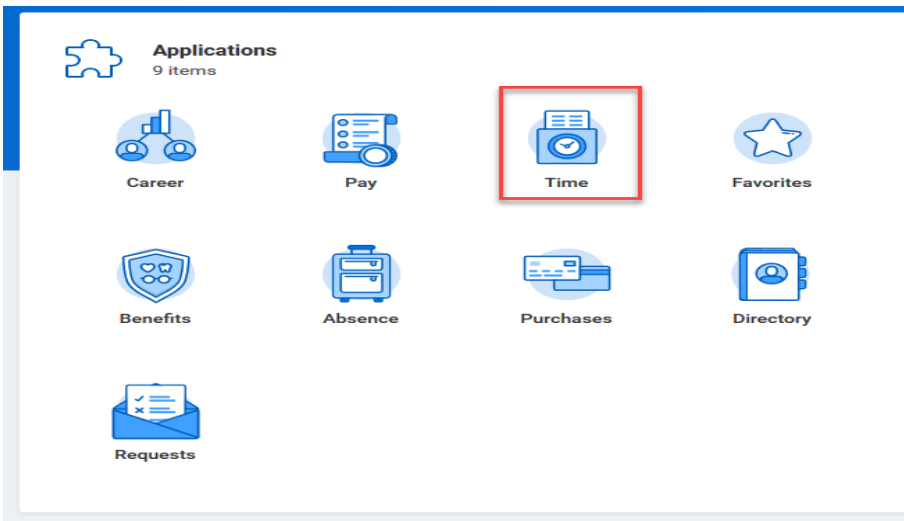 Applications
9 items
Career Pay Time Favorites
Benefits Absence Purchases Directory
Requests